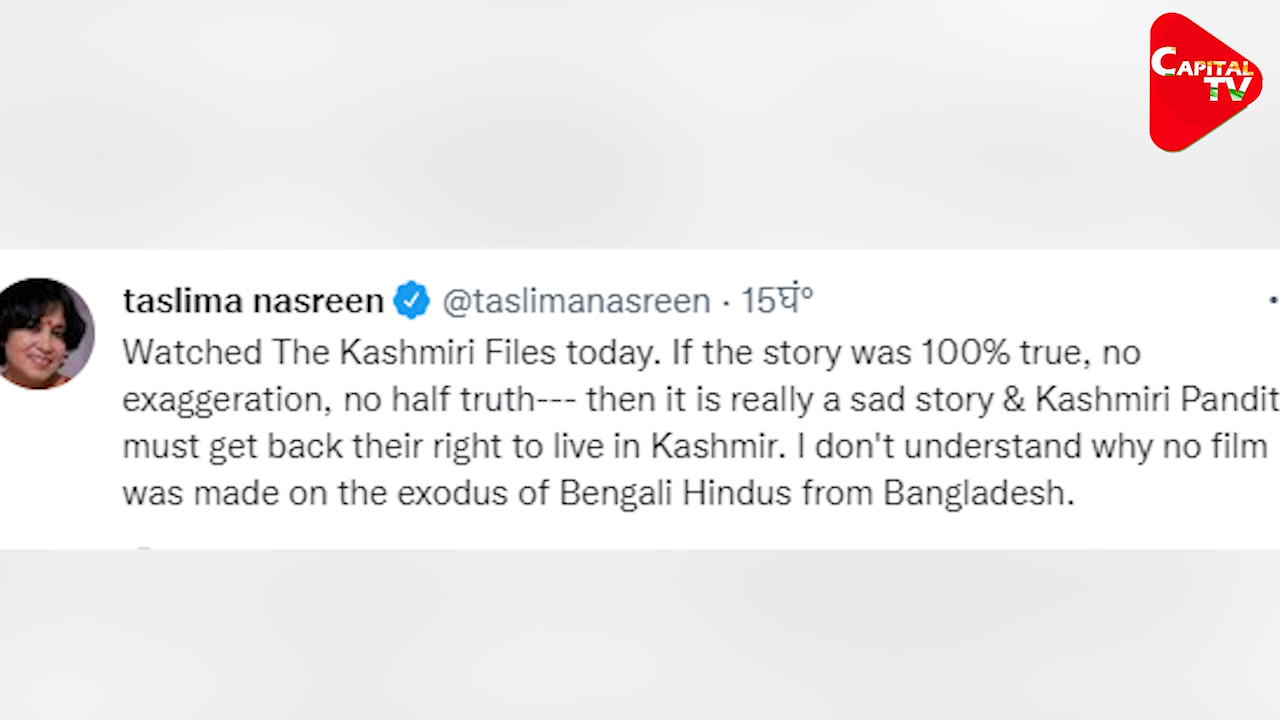 CAPITAL
TV
taslima nasreen @taslimanasreen · 15घं°
Watched The Kashmiri Files today. If the story was 100% true, no
exaggeration, no half truth--- then it is really a sad story & Kashmiri Pandit
must get back their right to live in Kashmir. I don't understand why no film
was made on the exodus of Bengali Hindus from Bangladesh.